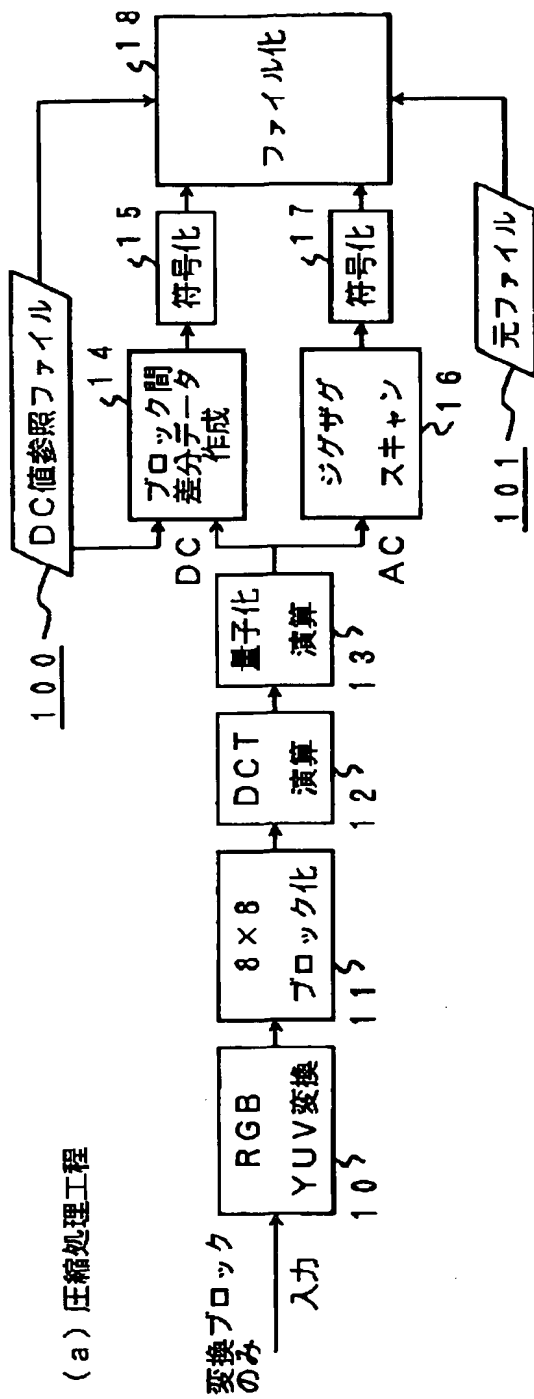 (a)圧縮処理工程
変換ブロック
のみ
入力
RGB
YUV変換
10
8×8
ブロック化
11
DCT
演算
12
量子化
演算
13
DC
AC
100
DC値参照ファイル
ブロック間
差分データ
作成
14
符号化
15
ジグザグ
スキャン
16
符号化
17
ファイル化
18
元ファイル
101